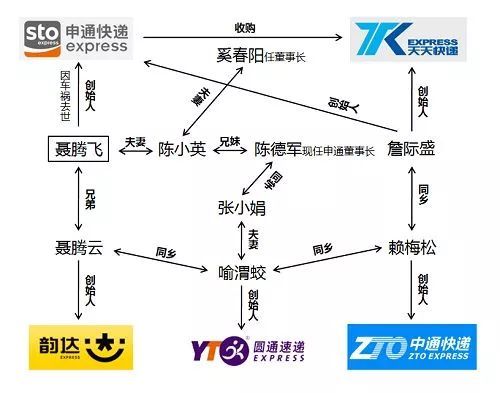 sto 申通快递
express
收购
TTK EXPRESS
天天快递
奚春阳任董事长
因车祸去世
创始人
夫妻
创始人
创始人
聂腾飞
夫妻
陈小英
兄妹
陈德军现任申通董事长
詹际盛
同学
兄弟
张小娟
同乡
夫妻
聂腾云
同乡
喻渭蛟
同乡
赖梅松
创始人
创始人
创始人
韵达
YTO 圆通速递
EXPRESS
ZTO 中通快递
ZTO EXPRESS